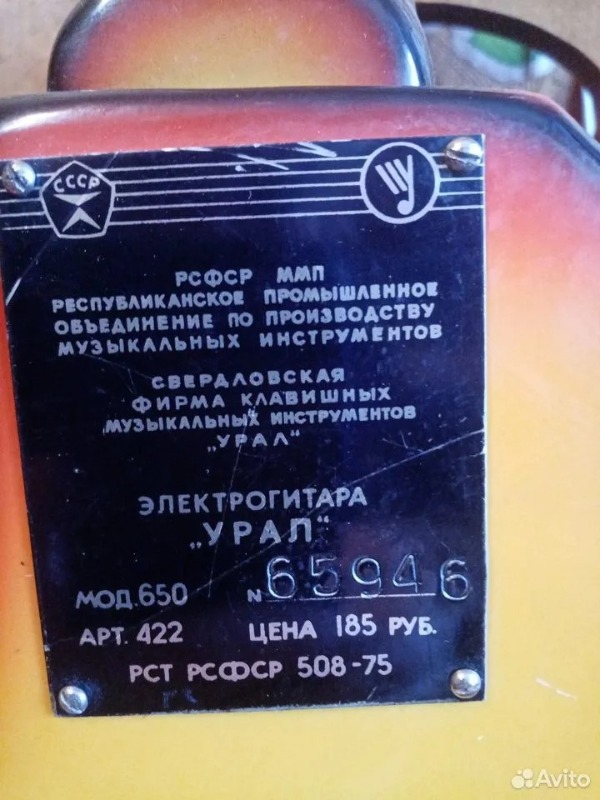 СССР
РСФСР ММП
РЕСПУБЛИКАНСКОЕ ПРОМЫШЛЕННОЕ
ОБЪЕДИНЕНИЕ ПО ПРОИЗВОДСТВУ
МУЗЫКАЛЬНЫХ ИНСТРУМЕНТОВ
СВЕРДЛОВСКАЯ
ФИРМА КЛАВИШНЫХ
МУЗЫКАЛЬНЫХ ИНСТРУМЕНТОВ
„УРАЛ“
ЭЛЕКТРОГИТАРА
„УРАЛ“
МОД.650 N 65946
АРТ. 422 ЦЕНА 185 РУБ.
РСТ РСФСР 508-75
Avito